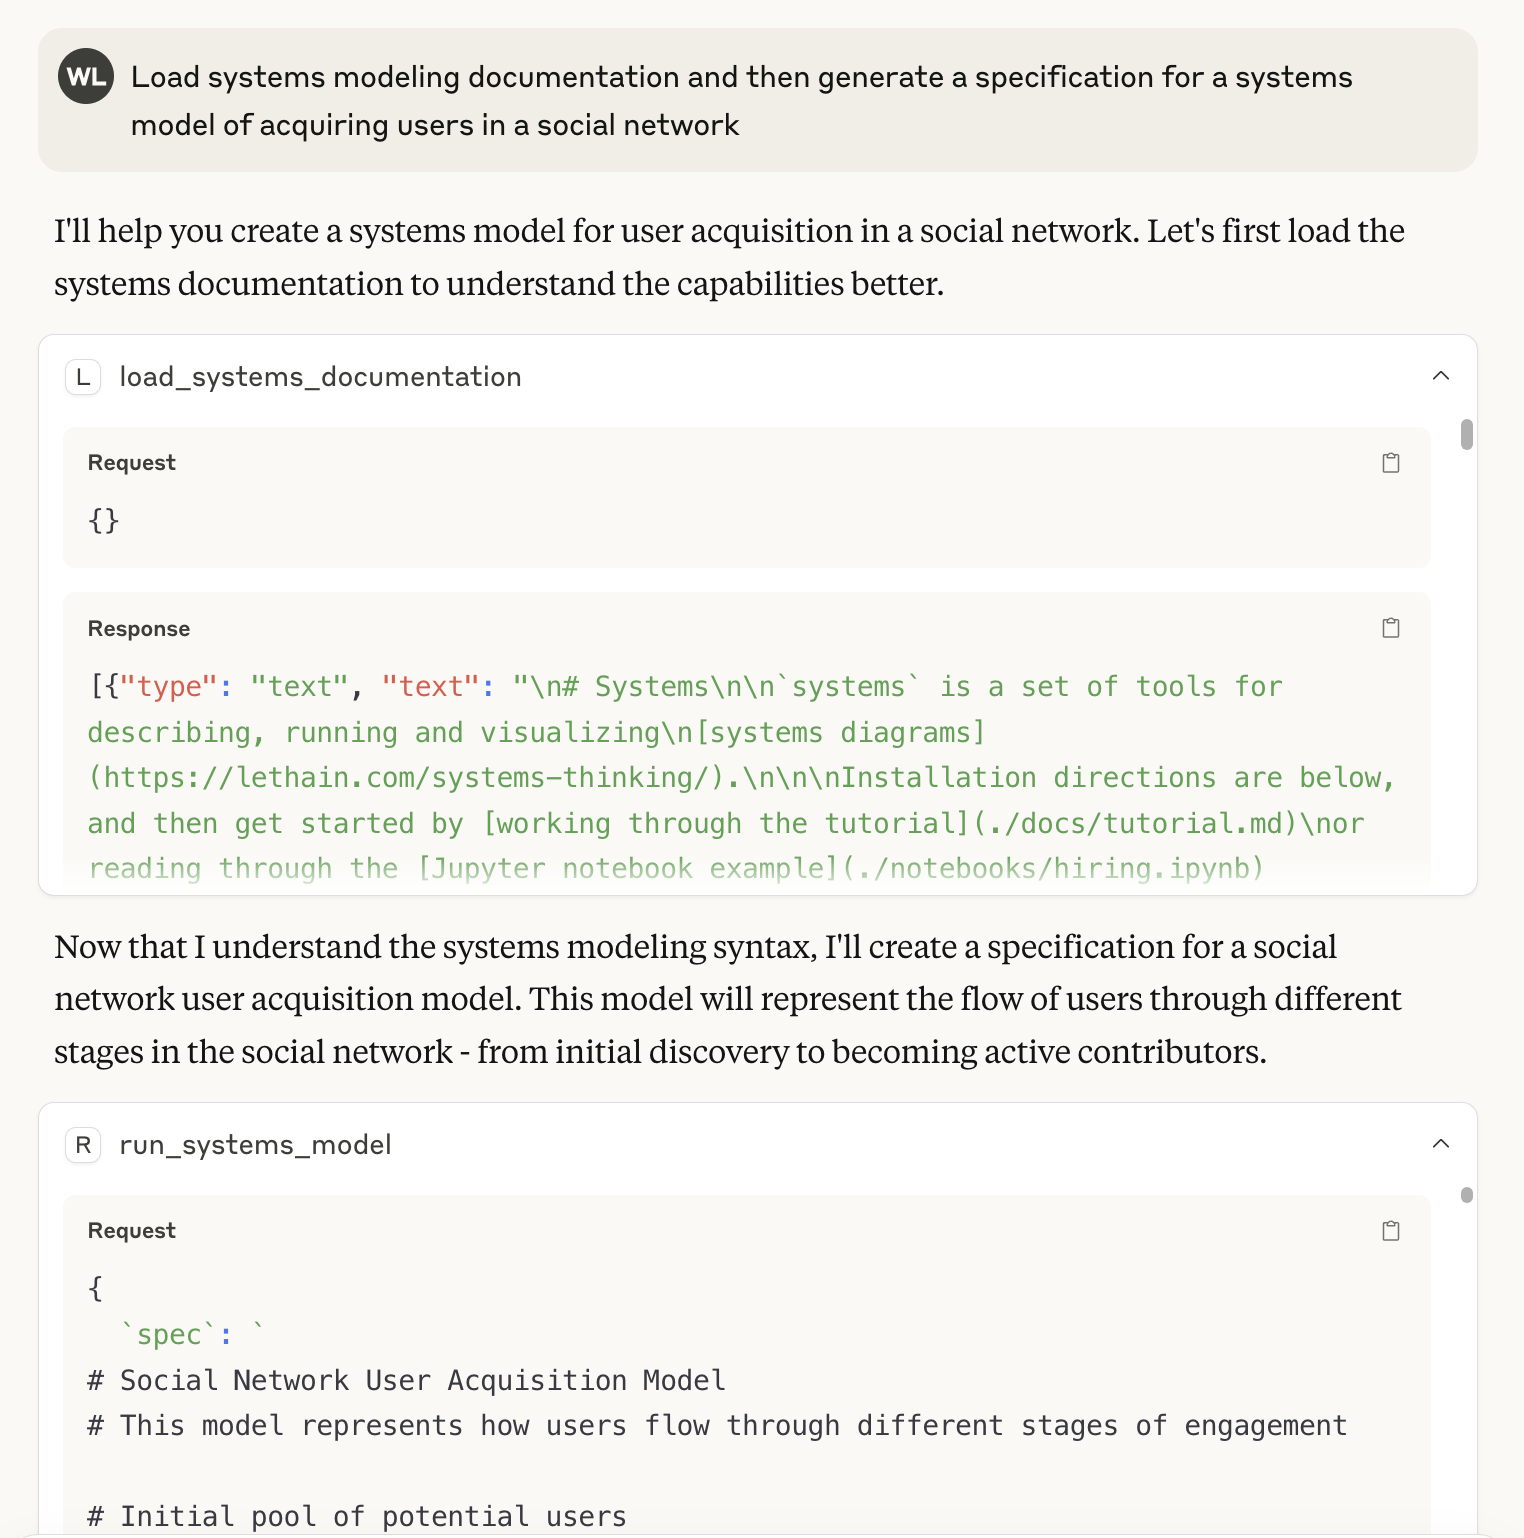 WL
Load systems modeling documentation and then generate a specification for a systems
model of acquiring users in a social network
I'll help you create a systems model for user acquisition in a social network. Let's first load the
systems documentation to understand the capabilities better.
L load_systems_documentation
Request
{}
Response
[{"type": "text", "text": "\n# Systems\n\n`systems` is a set of tools for
describing, running and visualizing\n[systems diagrams]
(https://lethain.com/systems-thinking/).\n\n\nInstallation directions are below,
and then get started by [working through the tutorial](./docs/tutorial.md)\nor
reading through the [Jupyter notebook example](./notebooks/hiring.ipynb)
Now that I understand the systems modeling syntax, I'll create a specification for a social
network user acquisition model. This model will represent the flow of users through different
stages in the social network - from initial discovery to becoming active contributors.
R run_systems_model
Request
{
  `spec`: `
# Social Network User Acquisition Model
# This model represents how users flow through different stages of engagement
# Initial pool of potential users